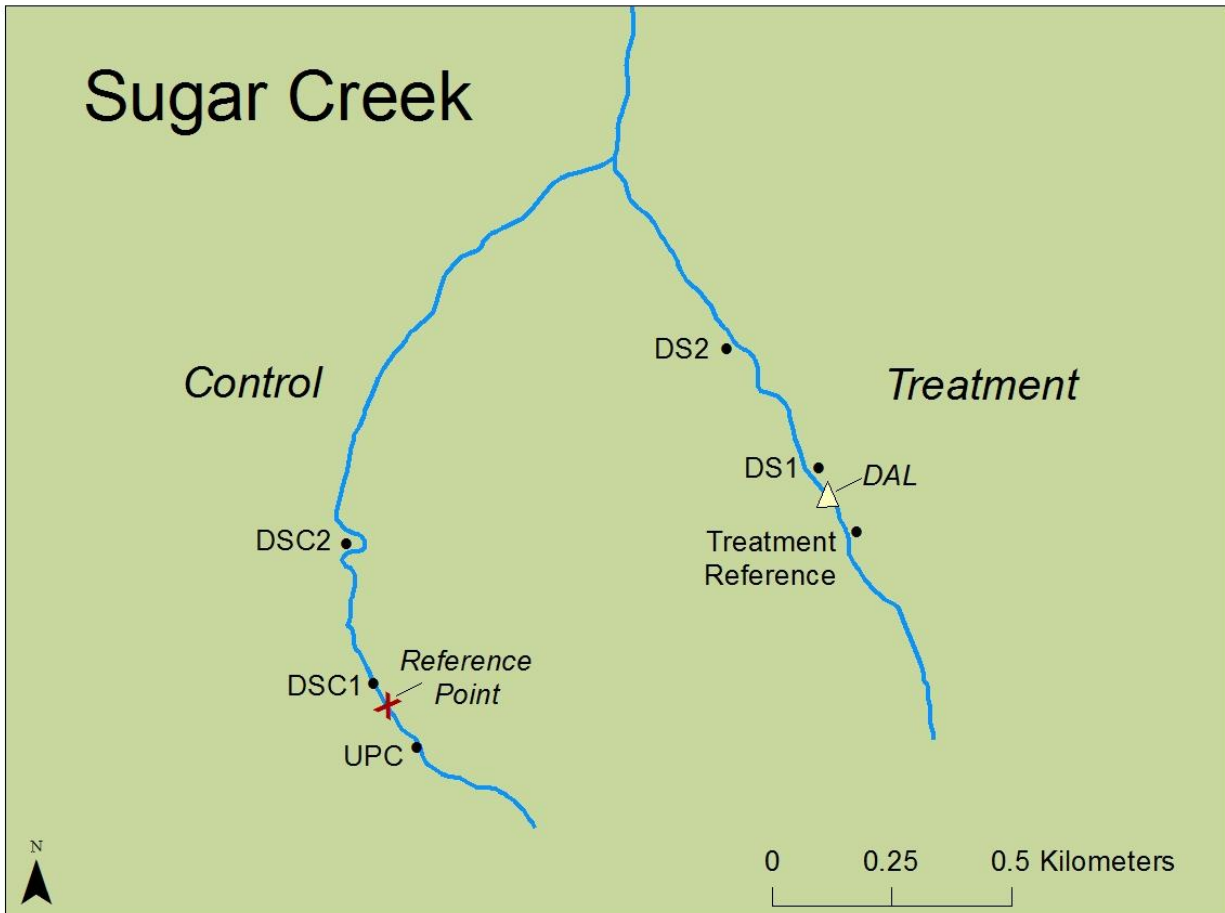 Sugar Creek
Control
Treatment
DS2
DS1
DAL
Treatment
Reference
DSC2
Reference
Point
DSC1
UPC
N
0 0.25 0.5 Kilometers